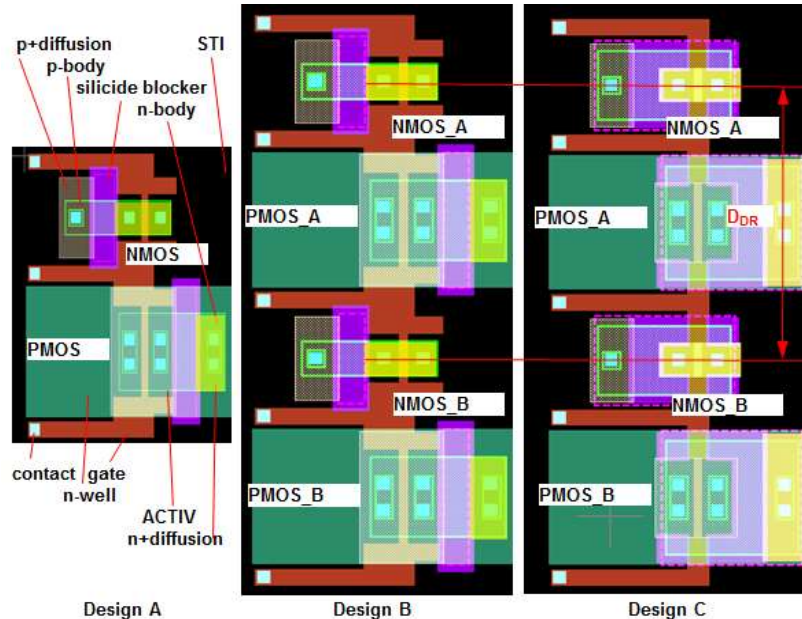 p+diffusion
STI
p-body
silicide blocker
n-body
NMOS
PMOS
contact gate
n-well
ACTIV
n+diffusion
Design A
NMOS_A
PMOS_A
NMOS_B
PMOS_B
Design B
NMOS_A
PMOS_A
DDR
NMOS_B
PMOS_B
Design C